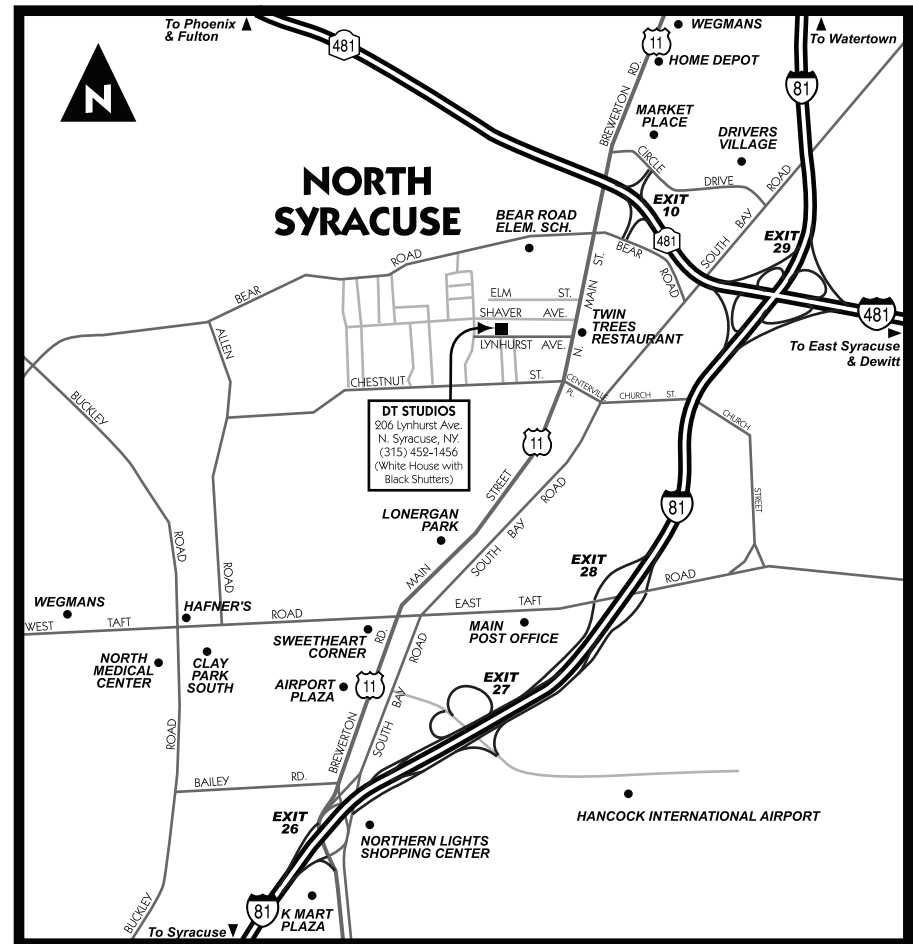 To Phoenix
& Fulton
481
11
WEGMANS
To Watertown
HOME DEPOT
81
N
BREWERTON RD.
MARKET
PLACE
DRIVERS
VILLAGE
CIRCLE DRIVE
NORTH
SYRACUSE
EXIT
10
BEAR ROAD
ELEM. SCH.
SOUTH BAY ROAD
481
EXIT
29
BEAR ROAD
BEAR ROAD
ELM ST.
N. MAIN ST.
SHAVER AVE.
TWIN
TREES
RESTAURANT
481
LYNHURST AVE.
To East Syracuse
& Dewitt
ALLEN ROAD
CHESTNUT ST.
CENTERVILLE PL.
CHURCH ST.
CHURCH STREET
BUCKLEY ROAD
DT STUDIOS
206 Lynhurst Ave.
N. Syracuse, NY.
(315) 452-1456
(White House with
Black Shutters)
11
MAIN STREET
SOUTH BAY ROAD
81
LONERGAN
PARK
EXIT
28
WEGMANS
HAFNER'S
WEST TAFT ROAD
EAST TAFT ROAD
SWEETHEART
CORNER
MAIN
POST OFFICE
NORTH
MEDICAL
CENTER
CLAY
PARK
SOUTH
AIRPORT
PLAZA
11
EXIT
27
BREWERTON RD.
SOUTH BAY ROAD
BUCKLEY ROAD
BAILEY RD.
EXIT
26
HANCOCK INTERNATIONAL AIRPORT
NORTHERN LIGHTS
SHOPPING CENTER
81
K MART
PLAZA
To Syracuse